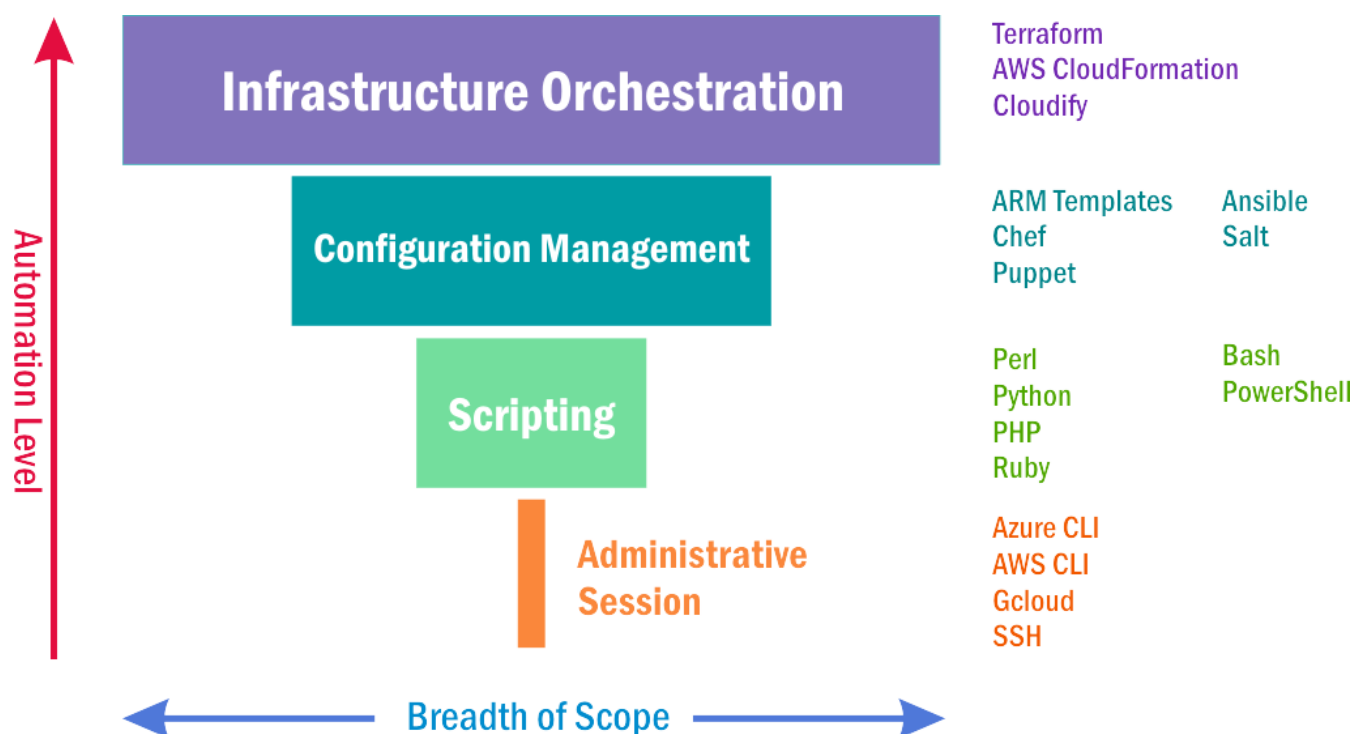 Automation Level
Infrastructure Orchestration
Terraform
AWS CloudFormation
Cloudify
Configuration Management
ARM Templates
Chef
Puppet
Ansible
Salt
Scripting
Perl
Python
PHP
Ruby
Bash
PowerShell
Administrative
Session
Azure CLI
AWS CLI
Gcloud
SSH
Breadth of Scope